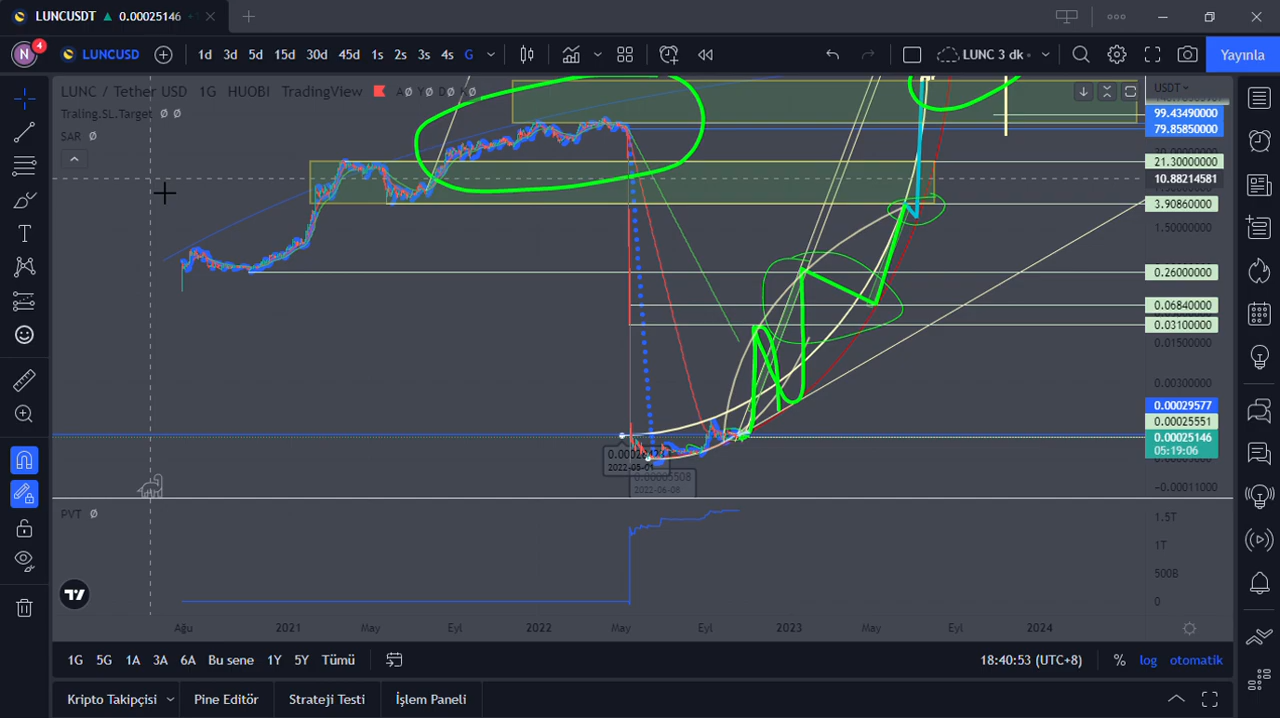 LUNCUSDT ▲ 0.00025146
N 4 LUNCUSD 1d 3d 5d 15d 30d 45d 1s 2s 3s 4s G LUNC 3 dk Yayınla
LUNC / Tether USD 1G HUOBI TradingView A∅ Y∅ D∅ K∅
Traling.SL.Target ∅ ∅
SAR ∅
USDT
99.43490000
79.85850000
21.30000000
10.88214581
3.90860000
1.50000000
0.26000000
0.06840000
0.03100000
0.01500000
0.00300000
0.00029577
0.00025551
0.00025146
05:19:06
−0.00011000
2022-05-01
2022-06-08
PVT ∅
1.5T
1T
500B
0
Ağu 2021 May Eyl 2022 May Eyl 2023 May Eyl 2024
1G 5G 1A 3A 6A Bu sene 1Y 5Y Tümü 18:40:53 (UTC+8) % log otomatik
Kripto Takipçisi Pine Editör Strateji Testi İşlem Paneli